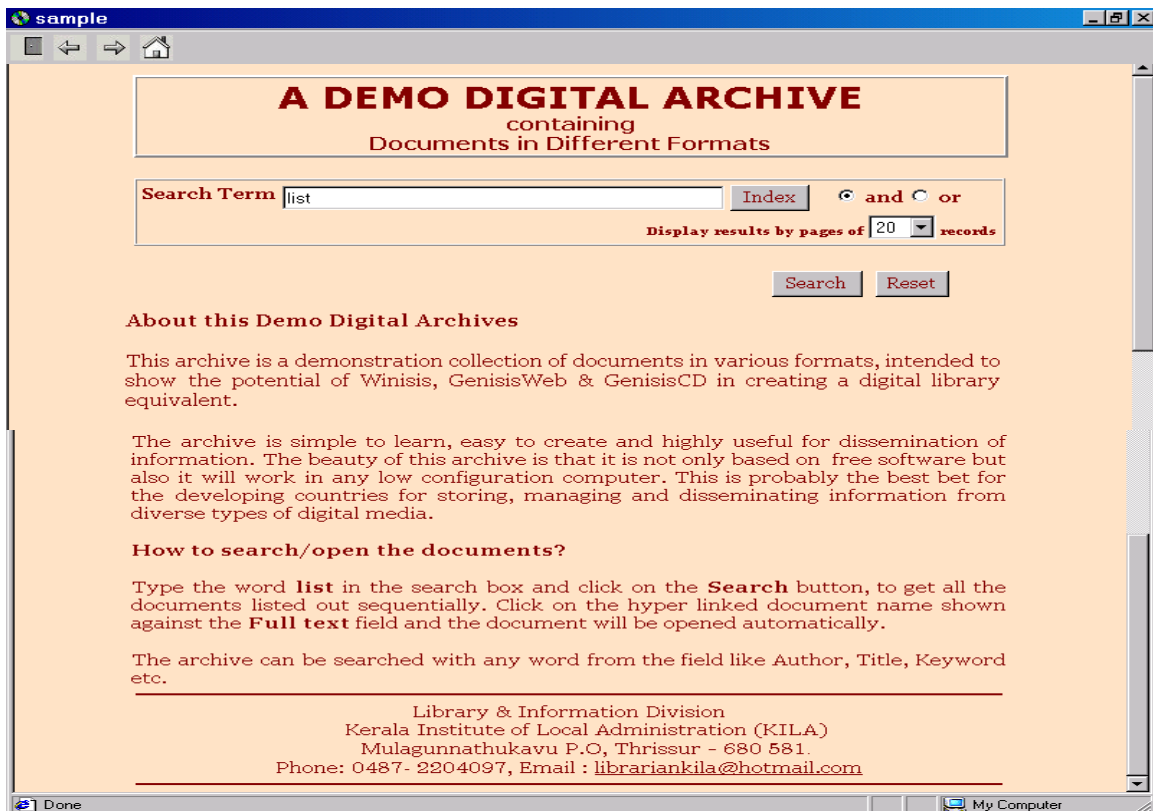 sample
A DEMO DIGITAL ARCHIVE
containing
Documents in Different Formats
Search Term list Index and or
Display results by pages of 20 records
Search Reset
About this Demo Digital Archives
This archive is a demonstration collection of documents in various formats, intended to
show the potential of Winisis, GenisisWeb & GenisisCD in creating a digital library
equivalent.
The archive is simple to learn, easy to create and highly useful for dissemination of
information. The beauty of this archive is that it is not only based on free software but
also it will work in any low configuration computer. This is probably the best bet for
the developing countries for storing, managing and disseminating information from
diverse types of digital media.
How to search/open the documents?
Type the word list in the search box and click on the Search button, to get all the
documents listed out sequentially. Click on the hyper linked document name shown
against the Full text field and the document will be opened automatically.
The archive can be searched with any word from the field like Author, Title, Keyword
etc.
Library & Information Division
Kerala Institute of Local Administration (KILA)
Mulagunnathukavu P.O, Thrissur - 680 581.
Phone: 0487- 2204097, Email : librariankila@hotmail.com
Done My Computer